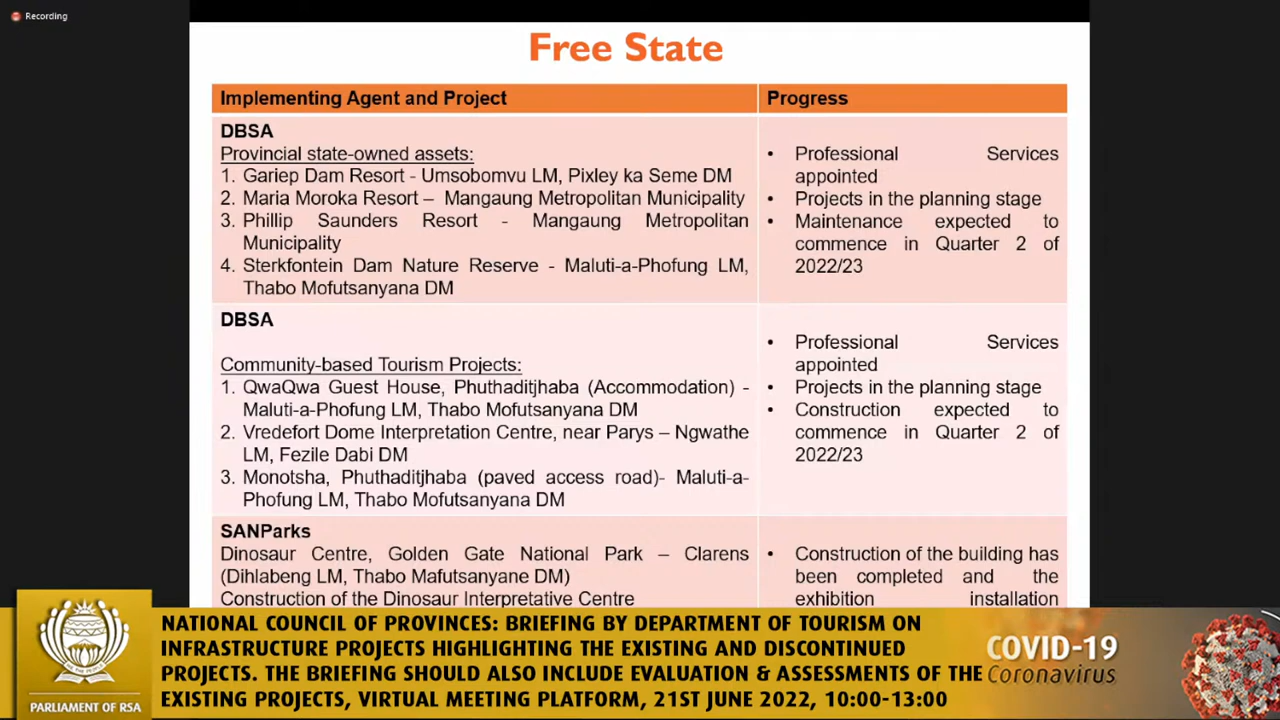 Recording
Free State
Implementing Agent and Project
Progress
DBSA
Provincial state-owned assets:
1. Gariep Dam Resort - Umsobomvu LM, Pixley ka Seme DM
2. Maria Moroka Resort – Mangaung Metropolitan Municipality
3. Phillip Saunders Resort - Mangaung Metropolitan
Municipality
4. Sterkfontein Dam Nature Reserve - Maluti-a-Phofung LM,
Thabo Mofutsanyana DM
• Professional Services
appointed
• Projects in the planning stage
• Maintenance expected to
commence in Quarter 2 of
2022/23
DBSA
Community-based Tourism Projects:
1. QwaQwa Guest House, Phuthaditjhaba (Accommodation) -
Maluti-a-Phofung LM, Thabo Mofutsanyana DM
2. Vredefort Dome Interpretation Centre, near Parys – Ngwathe
LM, Fezile Dabi DM
3. Monotsha, Phuthaditjhaba (paved access road)- Maluti-a-
Phofung LM, Thabo Mofutsanyana DM
• Professional Services
appointed
• Projects in the planning stage
• Construction expected to
commence in Quarter 2 of
2022/23
SANParks
Dinosaur Centre, Golden Gate National Park – Clarens
(Dihlabeng LM, Thabo Mafutsanyane DM)
Construction of the Dinosaur Interpretative Centre
• Construction of the building has
been completed and the
exhibition installation
PARLIAMENT OF RSA
NATIONAL COUNCIL OF PROVINCES: BRIEFING BY DEPARTMENT OF TOURISM ON
INFRASTRUCTURE PROJECTS HIGHLIGHTING THE EXISTING AND DISCONTINUED
PROJECTS. THE BRIEFING SHOULD ALSO INCLUDE EVALUATION & ASSESSMENTS OF THE
EXISTING PROJECTS, VIRTUAL MEETING PLATFORM, 21ST JUNE 2022, 10:00-13:00
COVID-19
Coronavirus